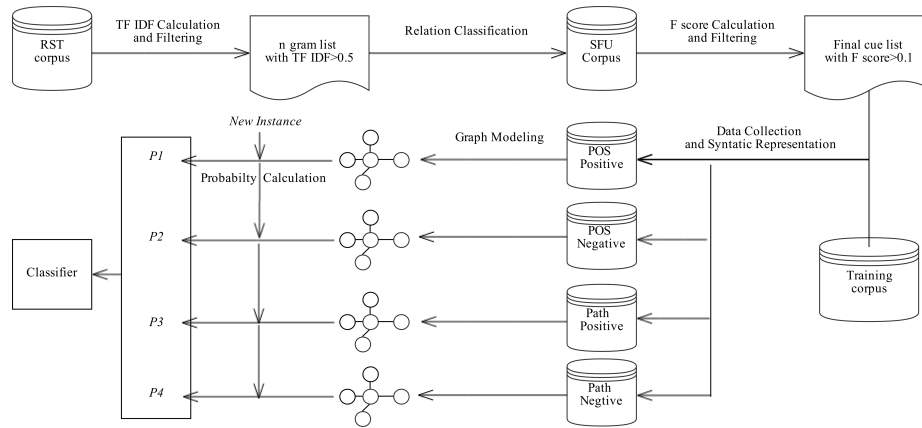 TF IDF Calculation
and Filtering
RST
corpus
n gram list
with TF IDF>0.5
Relation Classification
SFU
Corpus
F score Calculation
and Filtering
Final cue list
with F score>0.1
New Instance
P1
Probabilty Calculation
Graph Modeling
POS
Positive
Data Collection
and Syntatic Representation
P2
POS
Negative
Classifier
Training
corpus
P3
Path
Positive
P4
Path
Negtive